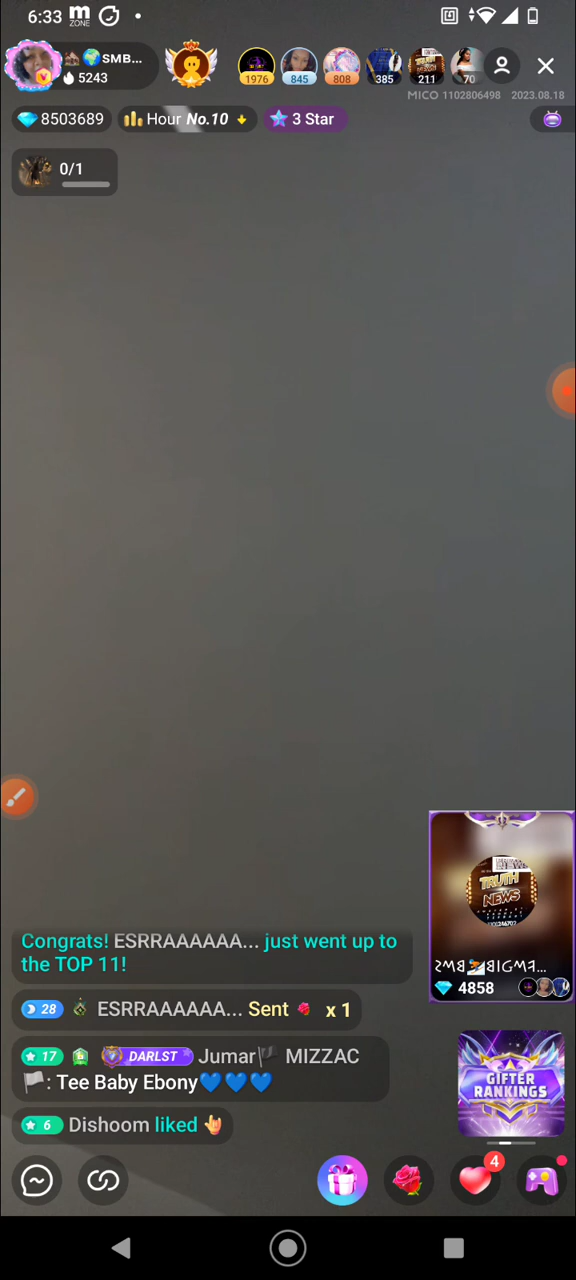 6:33 m ZONE
SMB...
5243
1976 845 808 385 211 70
MICO 1102806498 2023.08.18
8503689 Hour No.10 3 Star
0/1
TRUTH
NEWS
4858
Congrats! ESRRAAAAAA... just went up to
the TOP 11!
28 ESRRAAAAAA... Sent 🌹 x 1
17 DARLST Jumar🏴 MIZZAC
🏳: Tee Baby Ebony💙💙💙
6 Dishoom liked 🤟
GIFTER
RANKINGS
4